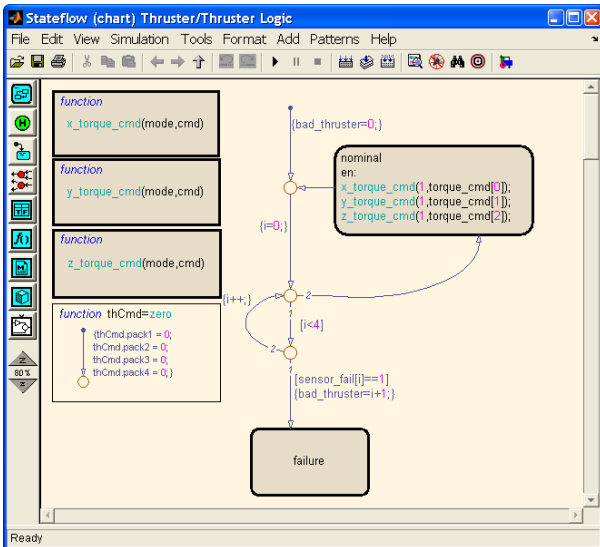 Stateflow (chart) Thruster/Thruster Logic
File Edit View Simulation Tools Format Add Patterns Help
function
x_torque_cmd(mode,cmd)
function
y_torque_cmd(mode,cmd)
function
z_torque_cmd(mode,cmd)
function thCmd=zero
{thCmd.pack1 = 0;
thCmd.pack2 = 0;
thCmd.pack3 = 0;
thCmd.pack4 = 0;}
{bad_thruster=0;}
nominal
en:
x_torque_cmd(1,torque_cmd[0]);
y_torque_cmd(1,torque_cmd[1]);
z_torque_cmd(1,torque_cmd[2]);
{i=0;}
{i++;}
2
1
[i<4]
2
1
[sensor_fail[i]==1]
{bad_thruster=i+1;}
failure
H
f()
M
Z
80 %
Z
Ready